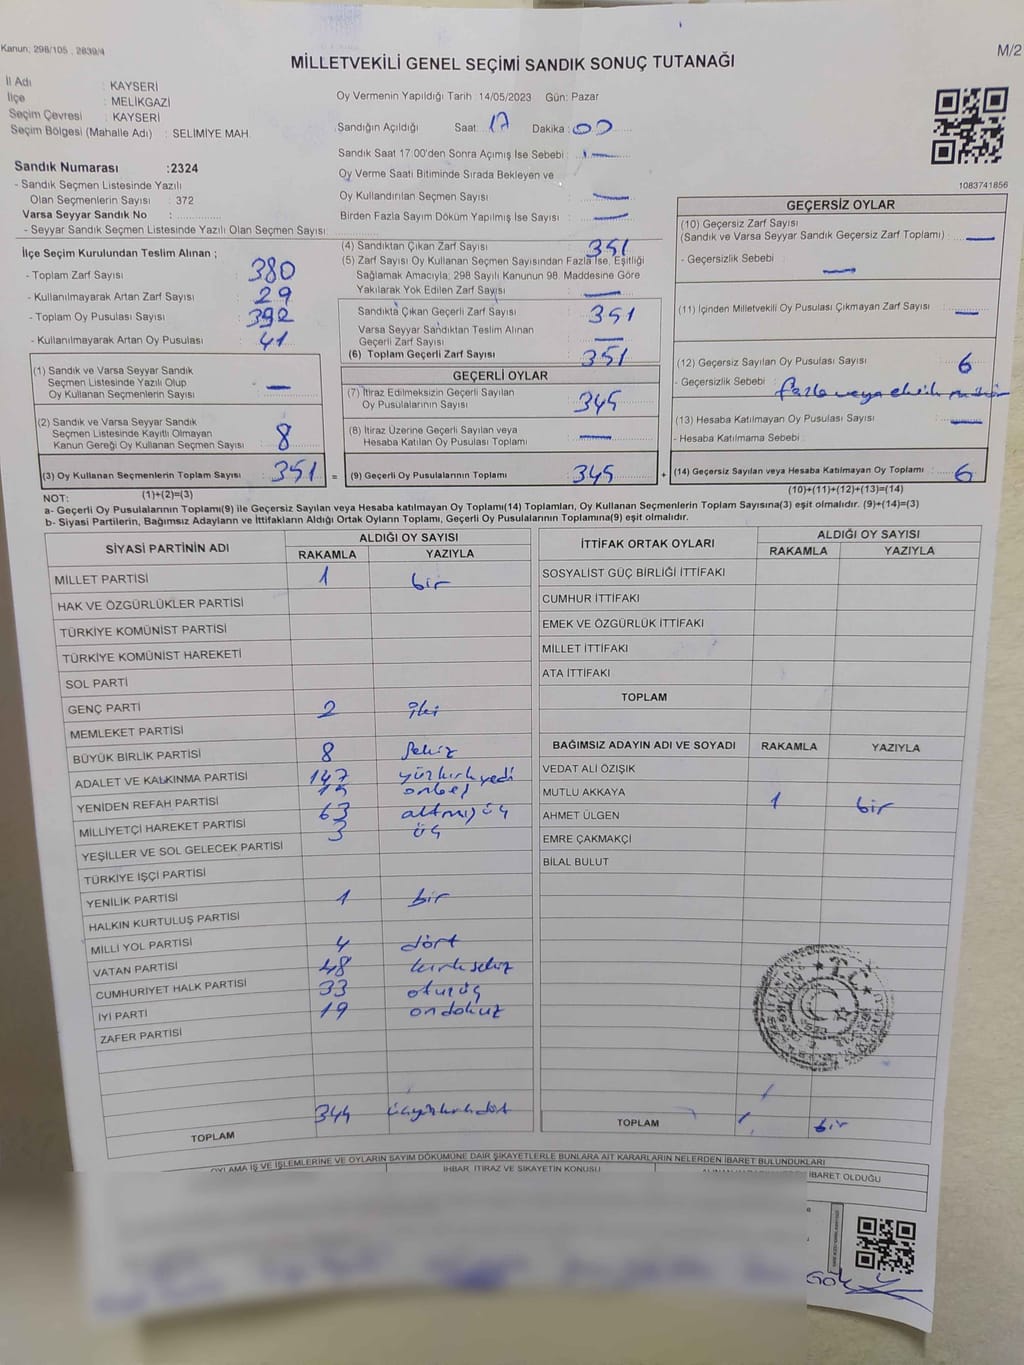 Kanun; 298/105 , 2839/4
M/2
MİLLETVEKİLİ GENEL SEÇİMİ SANDIK SONUÇ TUTANAĞI
İl Adı : KAYSERİ
İlçe : MELİKGAZİ
Seçim Çevresi : KAYSERİ
Seçim Bölgesi (Mahalle Adı) : SELİMİYE MAH.
Oy Vermenin Yapıldığı Tarih : 14/05/2023 Gün: Pazar
Sandığın Açıldığı Saat: 17 Dakika : 00
Sandık Saat 17:00'den Sonra Açımış İse Sebebi : —
Oy Verme Saati Bitiminde Sırada Bekleyen ve
Oy Kullandırılan Seçmen Sayısı —
Birden Fazla Sayım Döküm Yapılmış İse Sayısı : —
Sandık Numarası : 2324
- Sandık Seçmen Listesinde Yazılı
Olan Seçmenlerin Sayısı : 372
Varsa Seyyar Sandık No :
- Seyyar Sandık Seçmen Listesinde Yazılı Olan Seçmen Sayısı:
1083741856
İlçe Seçim Kurulundan Teslim Alınan ;
- Toplam Zarf Sayısı : 380
- Kullanılmayarak Artan Zarf Sayısı : 29
- Toplam Oy Pusulası Sayısı : 392
- Kullanılmayarak Artan Oy Pusulası : 41
(1) Sandık ve Varsa Seyyar Sandık
Seçmen Listesinde Yazılı Olup
Oy Kullanan Seçmenlerin Sayısı : —
(2) Sandık ve Varsa Seyyar Sandık
Seçmen Listesinde Kayıtlı Olmayan
Kanun Gereği Oy Kullanan Seçmen Sayısı : 8
(3) Oy Kullanan Seçmenlerin Toplam Sayısı : 351
(1)+(2)=(3)
(4) Sandıktan Çıkan Zarf Sayısı : 351
(5) Zarf Sayısı Oy Kullanan Seçmen Sayısından Fazla İse, Eşitliği
Sağlamak Amacıyla; 298 Sayılı Kanunun 98. Maddesine Göre
Yakılarak Yok Edilen Zarf Sayısı : —
Sandıkta Çıkan Geçerli Zarf Sayısı : 351
Varsa Seyyar Sandıktan Teslim Alınan
Geçerli Zarf Sayısı : —
(6) Toplam Geçerli Zarf Sayısı : 351
GEÇERLİ OYLAR
(7) İtiraz Edilmeksizin Geçerli Sayılan
Oy Pusulalarının Sayısı : 345
(8) İtiraz Üzerine Geçerli Sayılan veya
Hesaba Katılan Oy Pusulası Toplamı : —
= (9) Geçerli Oy Pusulalarının Toplamı : 345
GEÇERSİZ OYLAR
(10) Geçersiz Zarf Sayısı
(Sandık ve Varsa Seyyar Sandık Geçersiz Zarf Toplamı) : —
- Geçersizlik Sebebi : —
(11) İçinden Milletvekili Oy Pusulası Çıkmayan Zarf Sayısı : —
(12) Geçersiz Sayılan Oy Pusulası Sayısı : 6
- Geçersizlik Sebebi : fazla veya eksik
(13) Hesaba Katılmayan Oy Pusulası Sayısı : —
- Hesaba Katılmama Sebebi :
+ (14) Geçersiz Sayılan veya Hesaba Katılmayan Oy Toplamı : 6
(10)+(11)+(12)+(13)=(14)
NOT:
a- Geçerli Oy Pusulalarının Toplamı(9) ile Geçersiz Sayılan veya Hesaba katılmayan Oy Toplamı(14) Toplamları, Oy Kullanan Seçmenlerin Toplam Sayısına(3) eşit olmalıdır. (9)+(14)=(3)
b- Siyasi Partilerin, Bağımsız Adayların ve İttifakların Aldığı Ortak Oyların Toplamı, Geçerli Oy Pusulalarının Toplamına(9) eşit olmalıdır.
SİYASİ PARTİNİN ADI ALDIĞI OY SAYISI
RAKAMLA YAZIYLA
MİLLET PARTİSİ 1 bir
HAK VE ÖZGÜRLÜKLER PARTİSİ
TÜRKİYE KOMÜNİST PARTİSİ
TÜRKİYE KOMÜNİST HAREKETİ
SOL PARTİ
GENÇ PARTİ 2 iki
MEMLEKET PARTİSİ
BÜYÜK BİRLİK PARTİSİ 8 sekiz
ADALET VE KALKINMA PARTİSİ 147 yüzkırkyedi
YENİDEN REFAH PARTİSİ 15 onbeş
MİLLİYETÇİ HAREKET PARTİSİ 63 altmış üç
YEŞİLLER VE SOL GELECEK PARTİSİ 3 üç
TÜRKİYE İŞÇİ PARTİSİ
YENİLİK PARTİSİ 1 bir
HALKIN KURTULUŞ PARTİSİ
MİLLİ YOL PARTİSİ 4 dört
VATAN PARTİSİ 48 kırksekiz
CUMHURİYET HALK PARTİSİ 33 otuzüç
İYİ PARTİ 19 ondokuz
ZAFER PARTİSİ
TOPLAM 344 üçyüzkırkdört
İTTİFAK ORTAK OYLARI ALDIĞI OY SAYISI
RAKAMLA YAZIYLA
SOSYALİST GÜÇ BİRLİĞİ İTTİFAKI
CUMHUR İTTİFAKI
EMEK VE ÖZGÜRLÜK İTTİFAKI
MİLLET İTTİFAKI
ATA İTTİFAKI
TOPLAM
BAĞIMSIZ ADAYIN ADI VE SOYADI RAKAMLA YAZIYLA
VEDAT ALİ ÖZIŞIK
MUTLU AKKAYA 1 bir
AHMET ÜLGEN
EMRE ÇAKMAKÇİ
BİLAL BULUT
TOPLAM 1 bir
OYLAMA İŞ VE İŞLEMLERİNE VE OYLARIN SAYIM DÖKÜMÜNE DAİR ŞİKAYETLERLE BUNLARA AİT KARARLARIN NELERDEN İBARET BULUNDUKLARI
İHBAR, İTİRAZ VE ŞİKAYETİN KONUSU
İBARET OLDUĞU